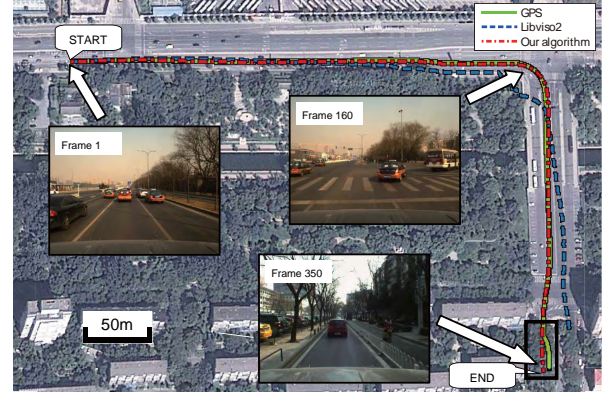 GPS
Libviso2
Our algorithm
START
Frame 1
Frame 160
Frame 350
50m
END